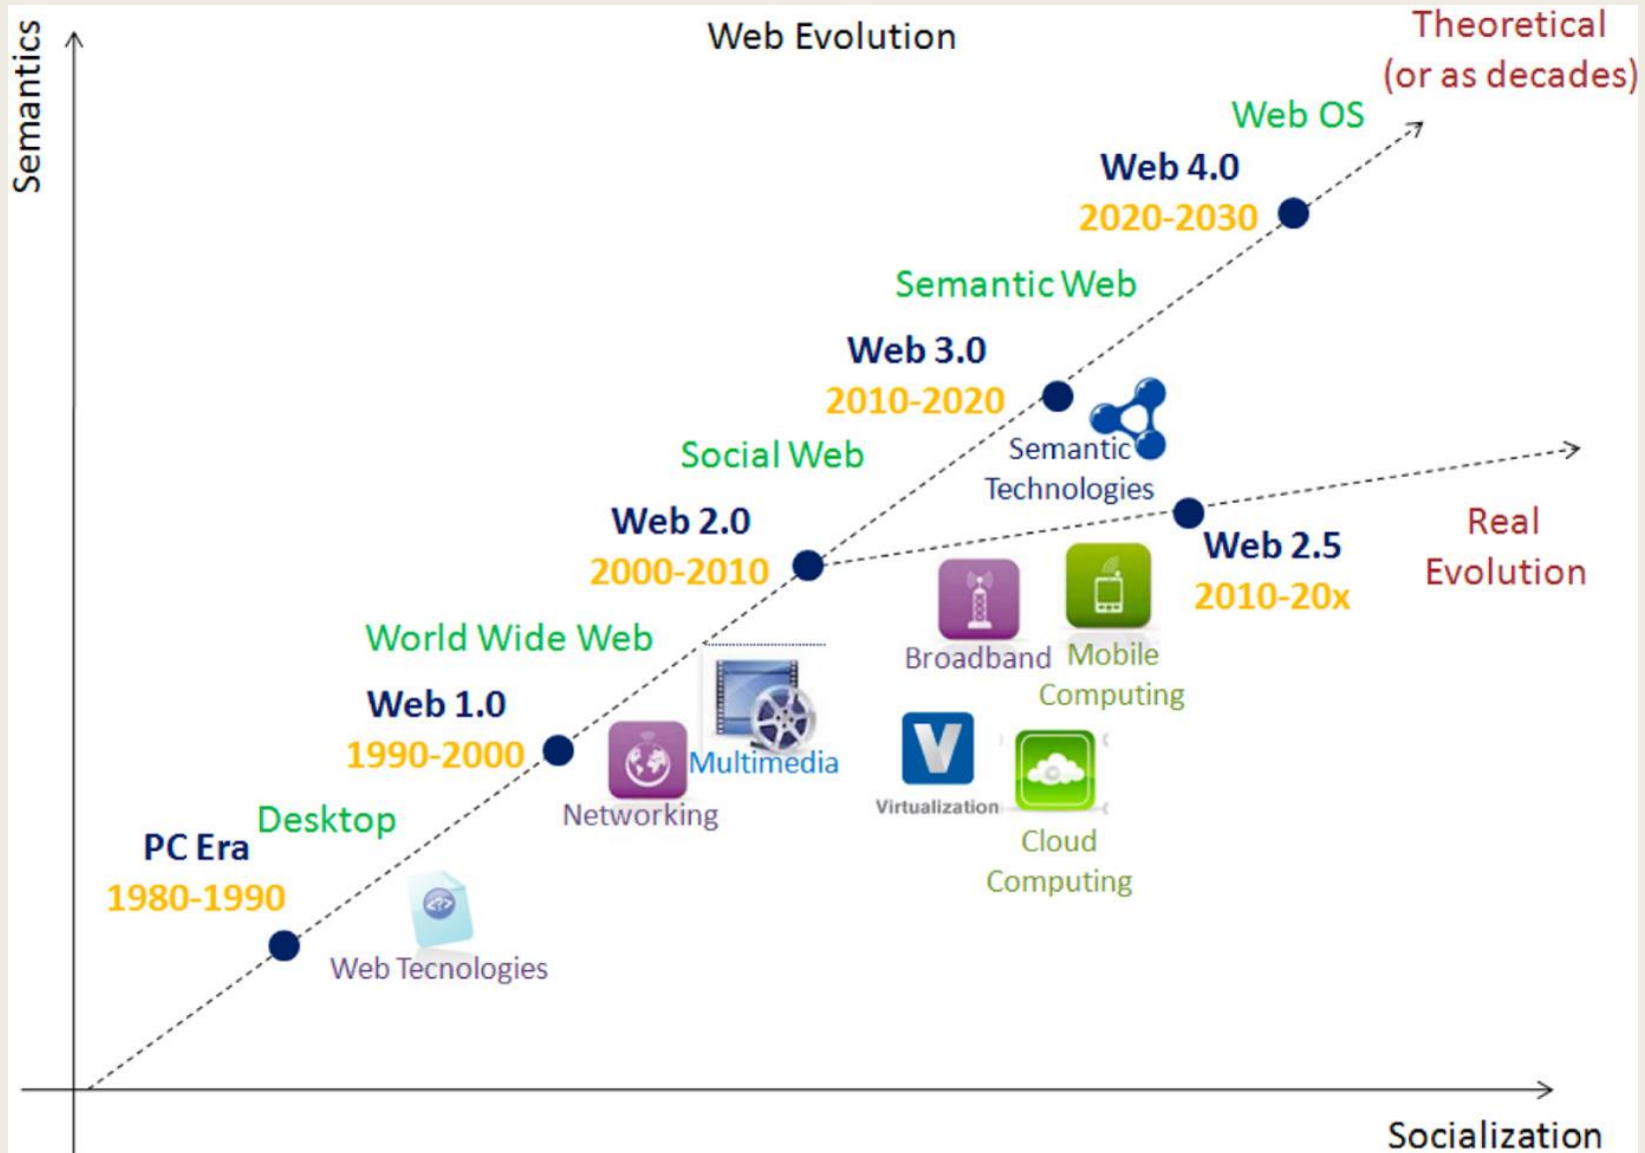 Web Evolution
Semantics
Theoretical
(or as decades)
Web OS
Web 4.0
2020-2030
Semantic Web
Web 3.0
2010-2020
Semantic
Technologies
Social Web
Web 2.0
2000-2010
Web 2.5
2010-20x
Real
Evolution
Broadband
Mobile
Computing
World Wide Web
Web 1.0
1990-2000
Multimedia
Networking
V
Virtualization
Cloud
Computing
Desktop
PC Era
1980-1990
<?>
Web Tecnologies
Socialization